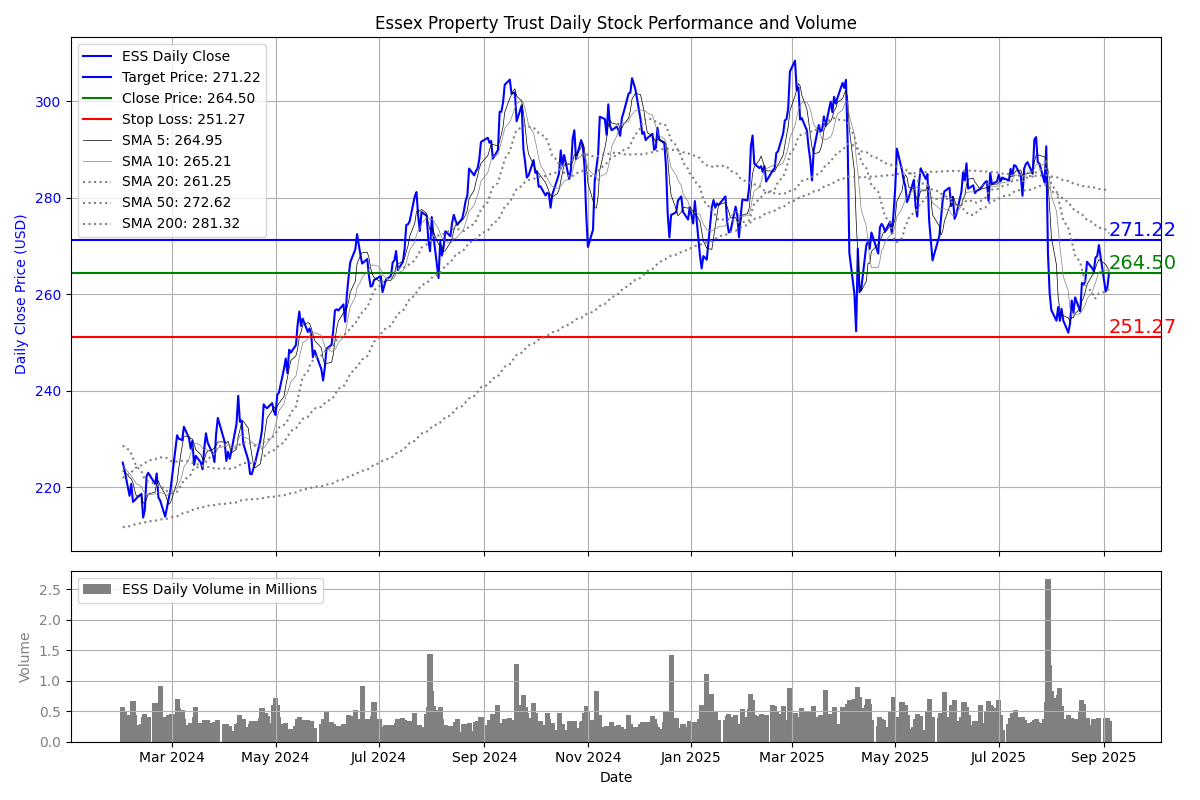 Essex Property Trust Daily Stock Performance and Volume
ESS Daily Close
Target Price: 271.22
Close Price: 264.50
Stop Loss: 251.27
SMA 5: 264.95
SMA 10: 265.21
SMA 20: 261.25
SMA 50: 272.62
SMA 200: 281.32
Daily Close Price (USD)
300
280
260
240
220
271.22
264.50
251.27
ESS Daily Volume in Millions
Volume
2.5
2.0
1.5
1.0
0.5
0.0
Mar 2024 May 2024 Jul 2024 Sep 2024 Nov 2024 Jan 2025 Mar 2025 May 2025 Jul 2025 Sep 2025
Date